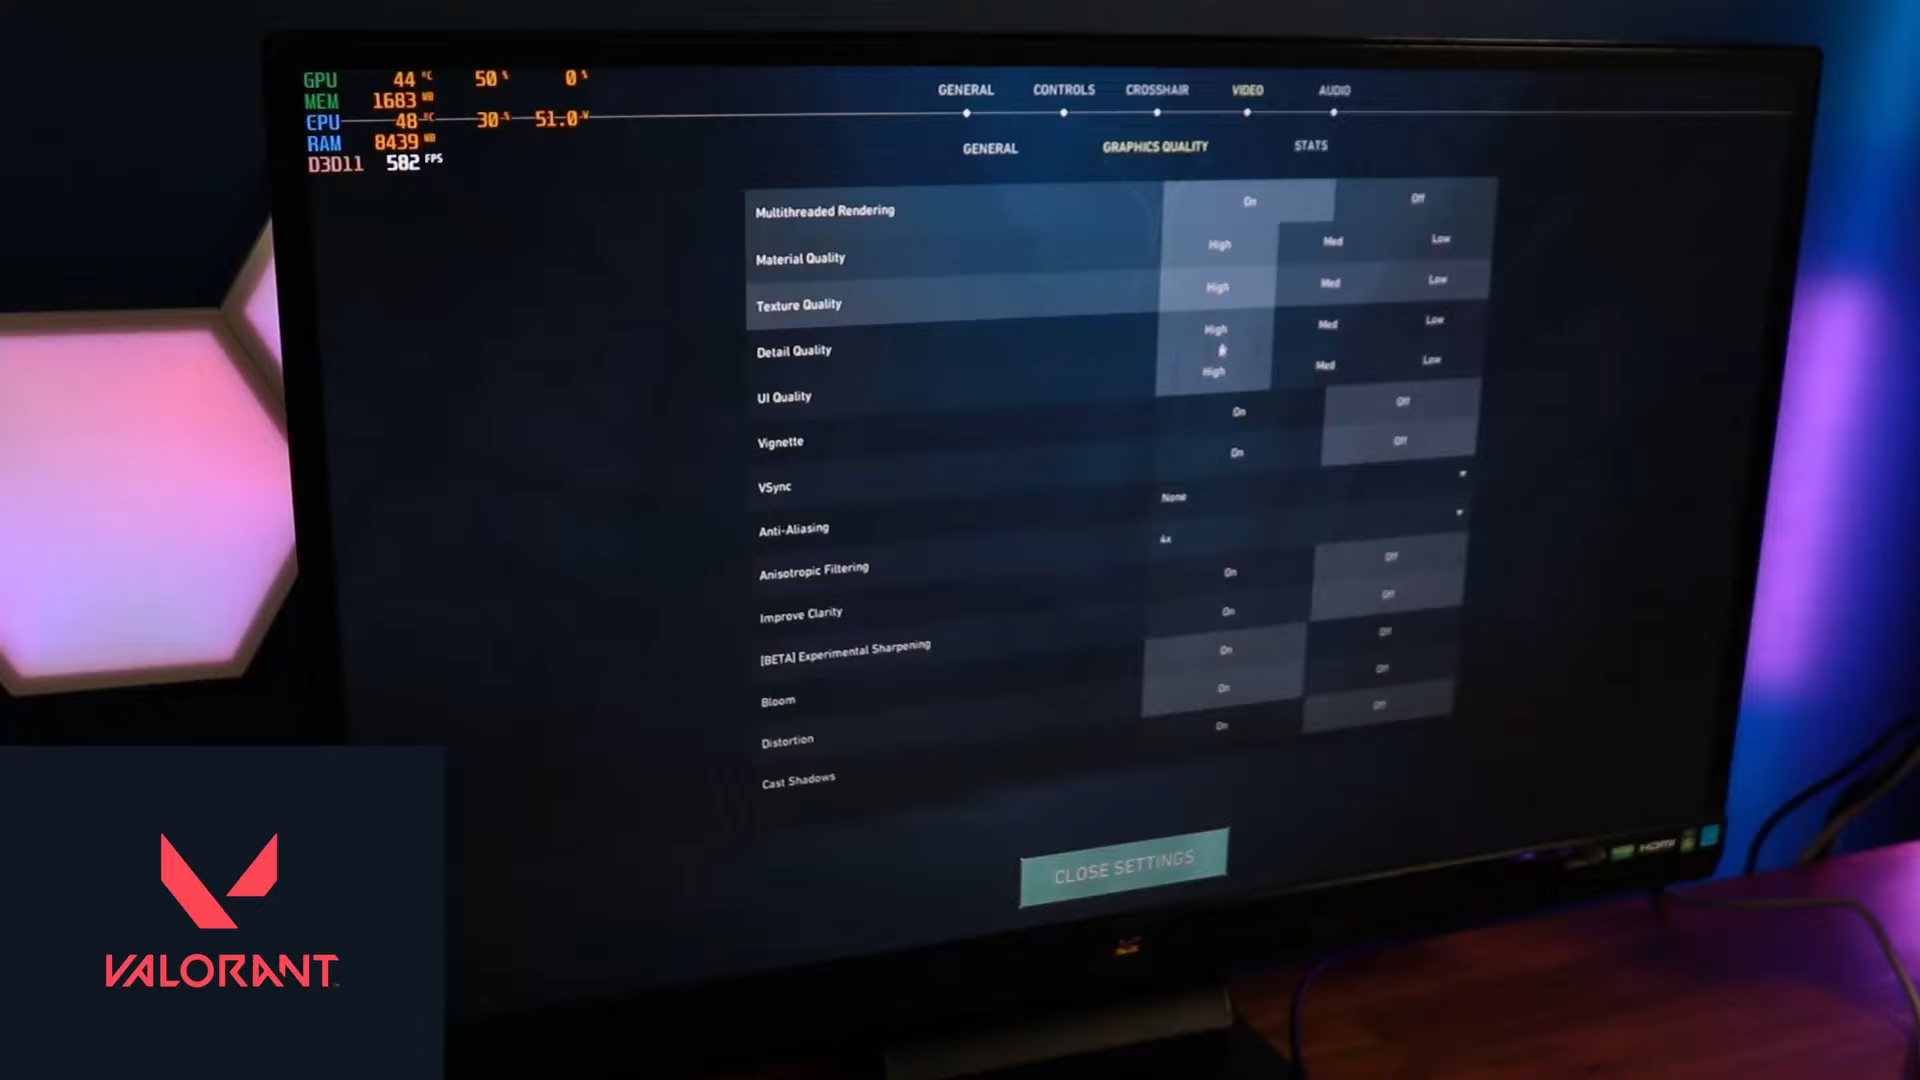 GPU 44 °C 50 % 0 %
MEM 1683 MB
CPU 48 °C 30 % 51.0 W
RAM 8439 MB
D3D11 582 FPS
GENERAL CONTROLS CROSSHAIR VIDEO AUDIO
GENERAL GRAPHICS QUALITY STATS
Multithreaded Rendering On Off
Material Quality High Med Low
Texture Quality High Med Low
Detail Quality High Med Low
UI Quality High Med Low
Vignette On Off
VSync On Off
Anti-Aliasing None
Anisotropic Filtering 4x
Improve Clarity On Off
[BETA] Experimental Sharpening On Off
Bloom On Off
Distortion On Off
Cast Shadows On Off
CLOSE SETTINGS
HDMI
VALORANT